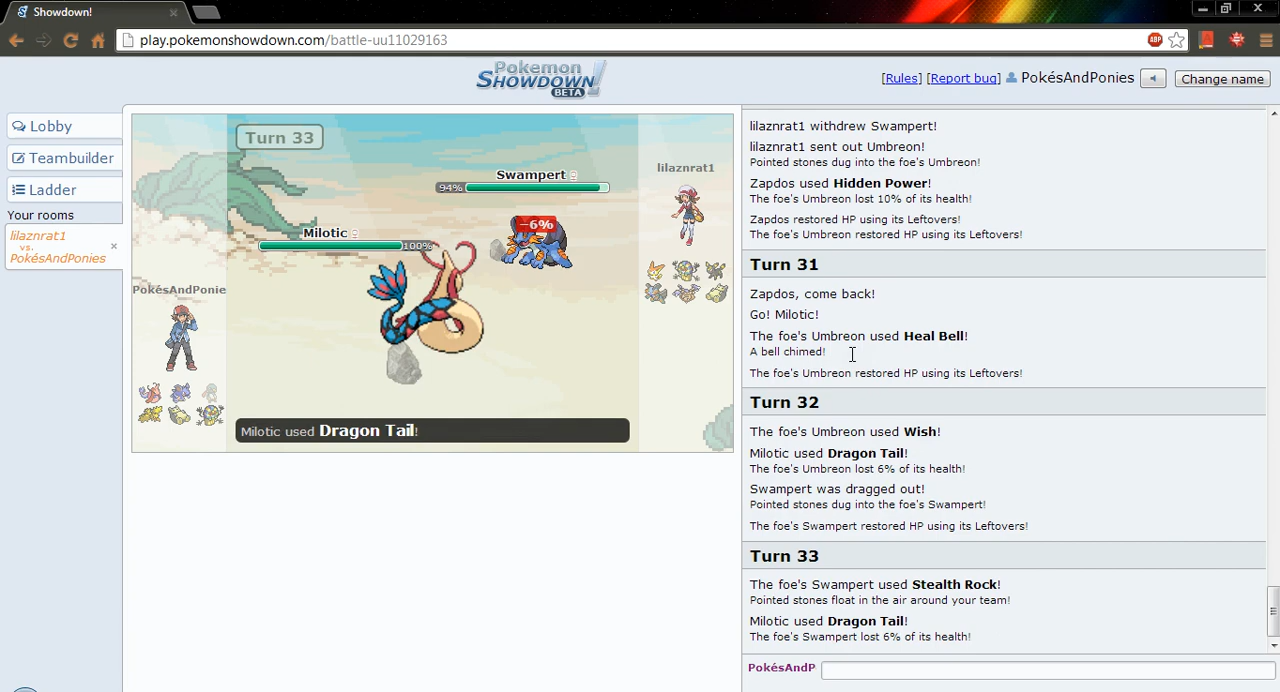 Showdown!
play.pokemonshowdown.com/battle-uu11029163
ABP
Pokemon
SHOWDOWN!
BETA
[Rules] [Report bug] PokésAndPonies Change name
Lobby
Teambuilder
Ladder
Your rooms
lilaznrat1
vs.
PokésAndPonies
Turn 33
Swampert
94%
-6%
Milotic
100%
lilaznrat1
PokésAndPonie
Milotic used Dragon Tail!
lilaznrat1 withdrew Swampert!
lilaznrat1 sent out Umbreon!
Pointed stones dug into the foe's Umbreon!
Zapdos used Hidden Power!
The foe's Umbreon lost 10% of its health!
Zapdos restored HP using its Leftovers!
The foe's Umbreon restored HP using its Leftovers!
Turn 31
Zapdos, come back!
Go! Milotic!
The foe's Umbreon used Heal Bell!
A bell chimed!
The foe's Umbreon restored HP using its Leftovers!
Turn 32
The foe's Umbreon used Wish!
Milotic used Dragon Tail!
The foe's Umbreon lost 6% of its health!
Swampert was dragged out!
Pointed stones dug into the foe's Swampert!
The foe's Swampert restored HP using its Leftovers!
Turn 33
The foe's Swampert used Stealth Rock!
Pointed stones float in the air around your team!
Milotic used Dragon Tail!
The foe's Swampert lost 6% of its health!
PokésAndP